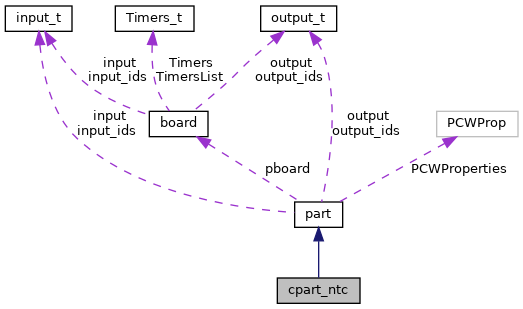 input_t
Timers_t
output_t
input
input_ids
Timers
TimersList
output
output_ids
input
input_ids
board
output
output_ids
PCWProp
pboard
PCWProperties
part
cpart_ntc